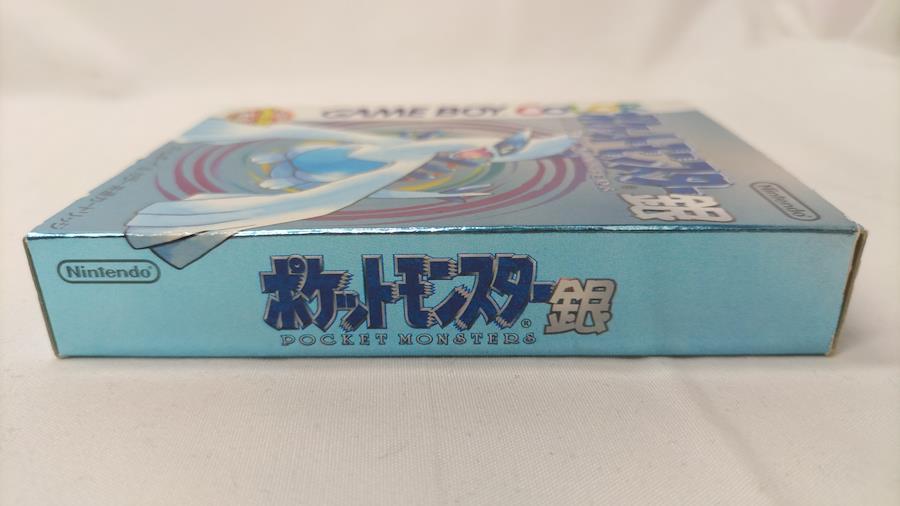 GAME BOY COLOR
ポケットモンスター銀
Nintendo
Nintendo
ポケットモンスター銀
®
POCKET MONSTERS